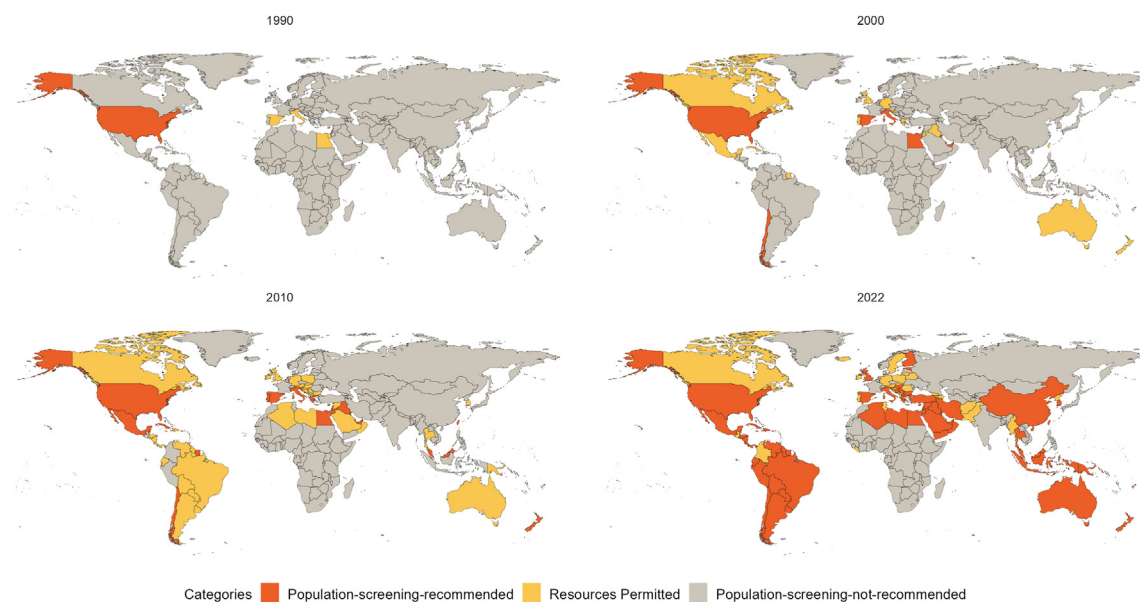 1990
2000
2010
2022
Categories Population-screening-recommended Resources Permitted Population-screening-not-recommended